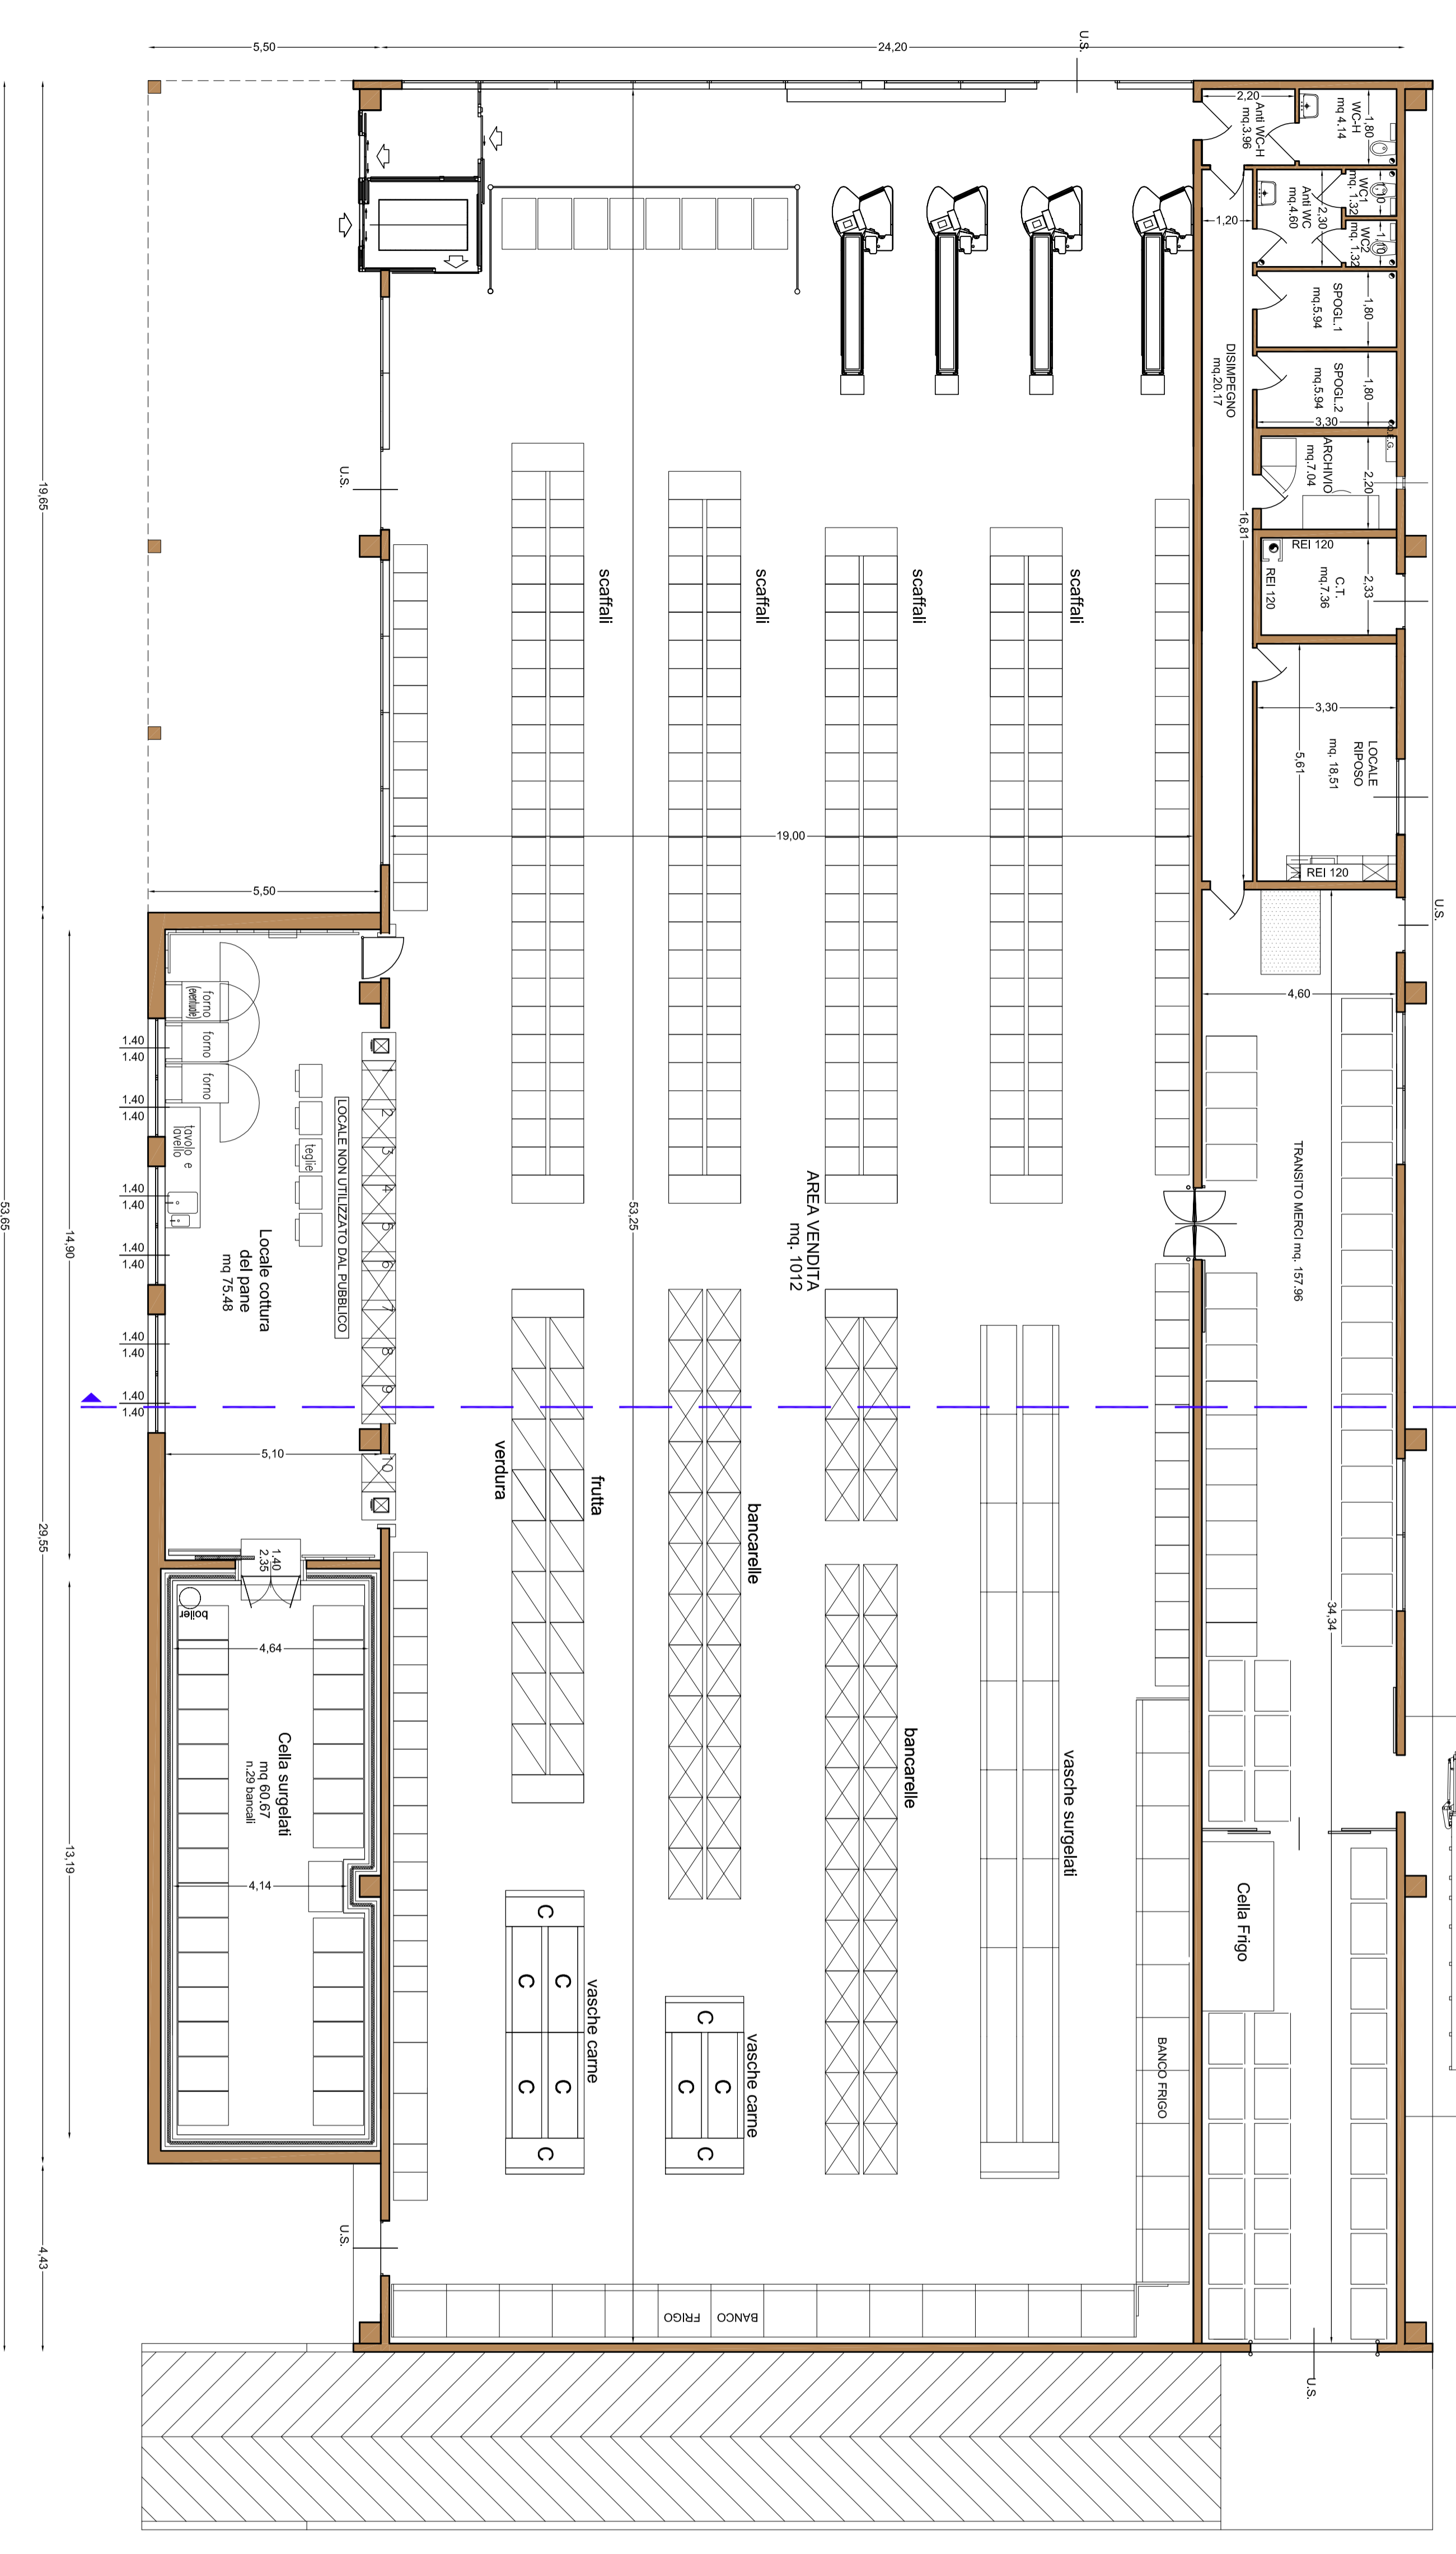 5,50
24,20
U.S.
2,20
Anti WC-H
mq.3.96
WC-H
mq 4.14
1,80
1,20
Anti WC
mq.4.60
2,30
WC1
mq. 1.32
WC2
mq. 1.32
SPOGL.1
mq.5.94
1,80
SPOGL.2
mq.5.94
1,80
3,30
DISIMPEGNO
mq.20.17
ARCHIVIO
mq.7.04
2,20
16,81
REI 120
REI 120
C.T.
mq.7.36
2,33
LOCALE
RIPOSO
mq. 18,51
3,30
5,61
REI 120
U.S.
U.S.
19,65
scaffali
scaffali
scaffali
scaffali
19,00
5,50
4,60
forno
(eventuale)
forno
forno
tavolo e
lavello
teglie
LOCALE NON UTILIZZATO DAL PUBBLICO
Locale cottura
del pane
mq 75.48
1.40
1.40
1.40
1.40
1.40
1.40
1.40
1.40
1.40
1.40
1.40
1.40
1
2
3
4
5
6
7
8
9
10
5,10
53,65
14,90
53,25
AREA VENDITA
mq. 1012
TRANSITO MERCI mq. 157.96
34,34
verdura
frutta
bancarelle
bancarelle
vasche surgelati
29,55
1.40
2.35
boiler
4,64
Cella surgelati
mq 60.67
n.29 bancali
4,14
13,19
C
C
C
C
C
C
vasche carne
C
C
C
C
vasche carne
Cella Frigo
BANCO FRIGO
BANCO
FRIGO
U.S.
4,43
U.S.